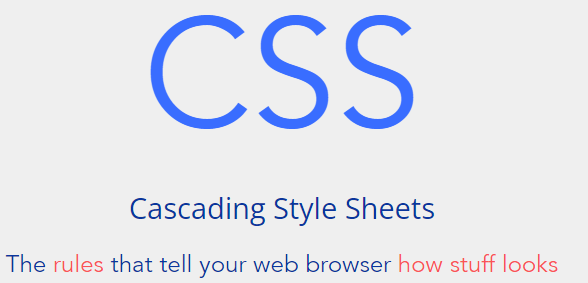 CSS
Cascading Style Sheets
The rules that tell your web browser how stuff looks